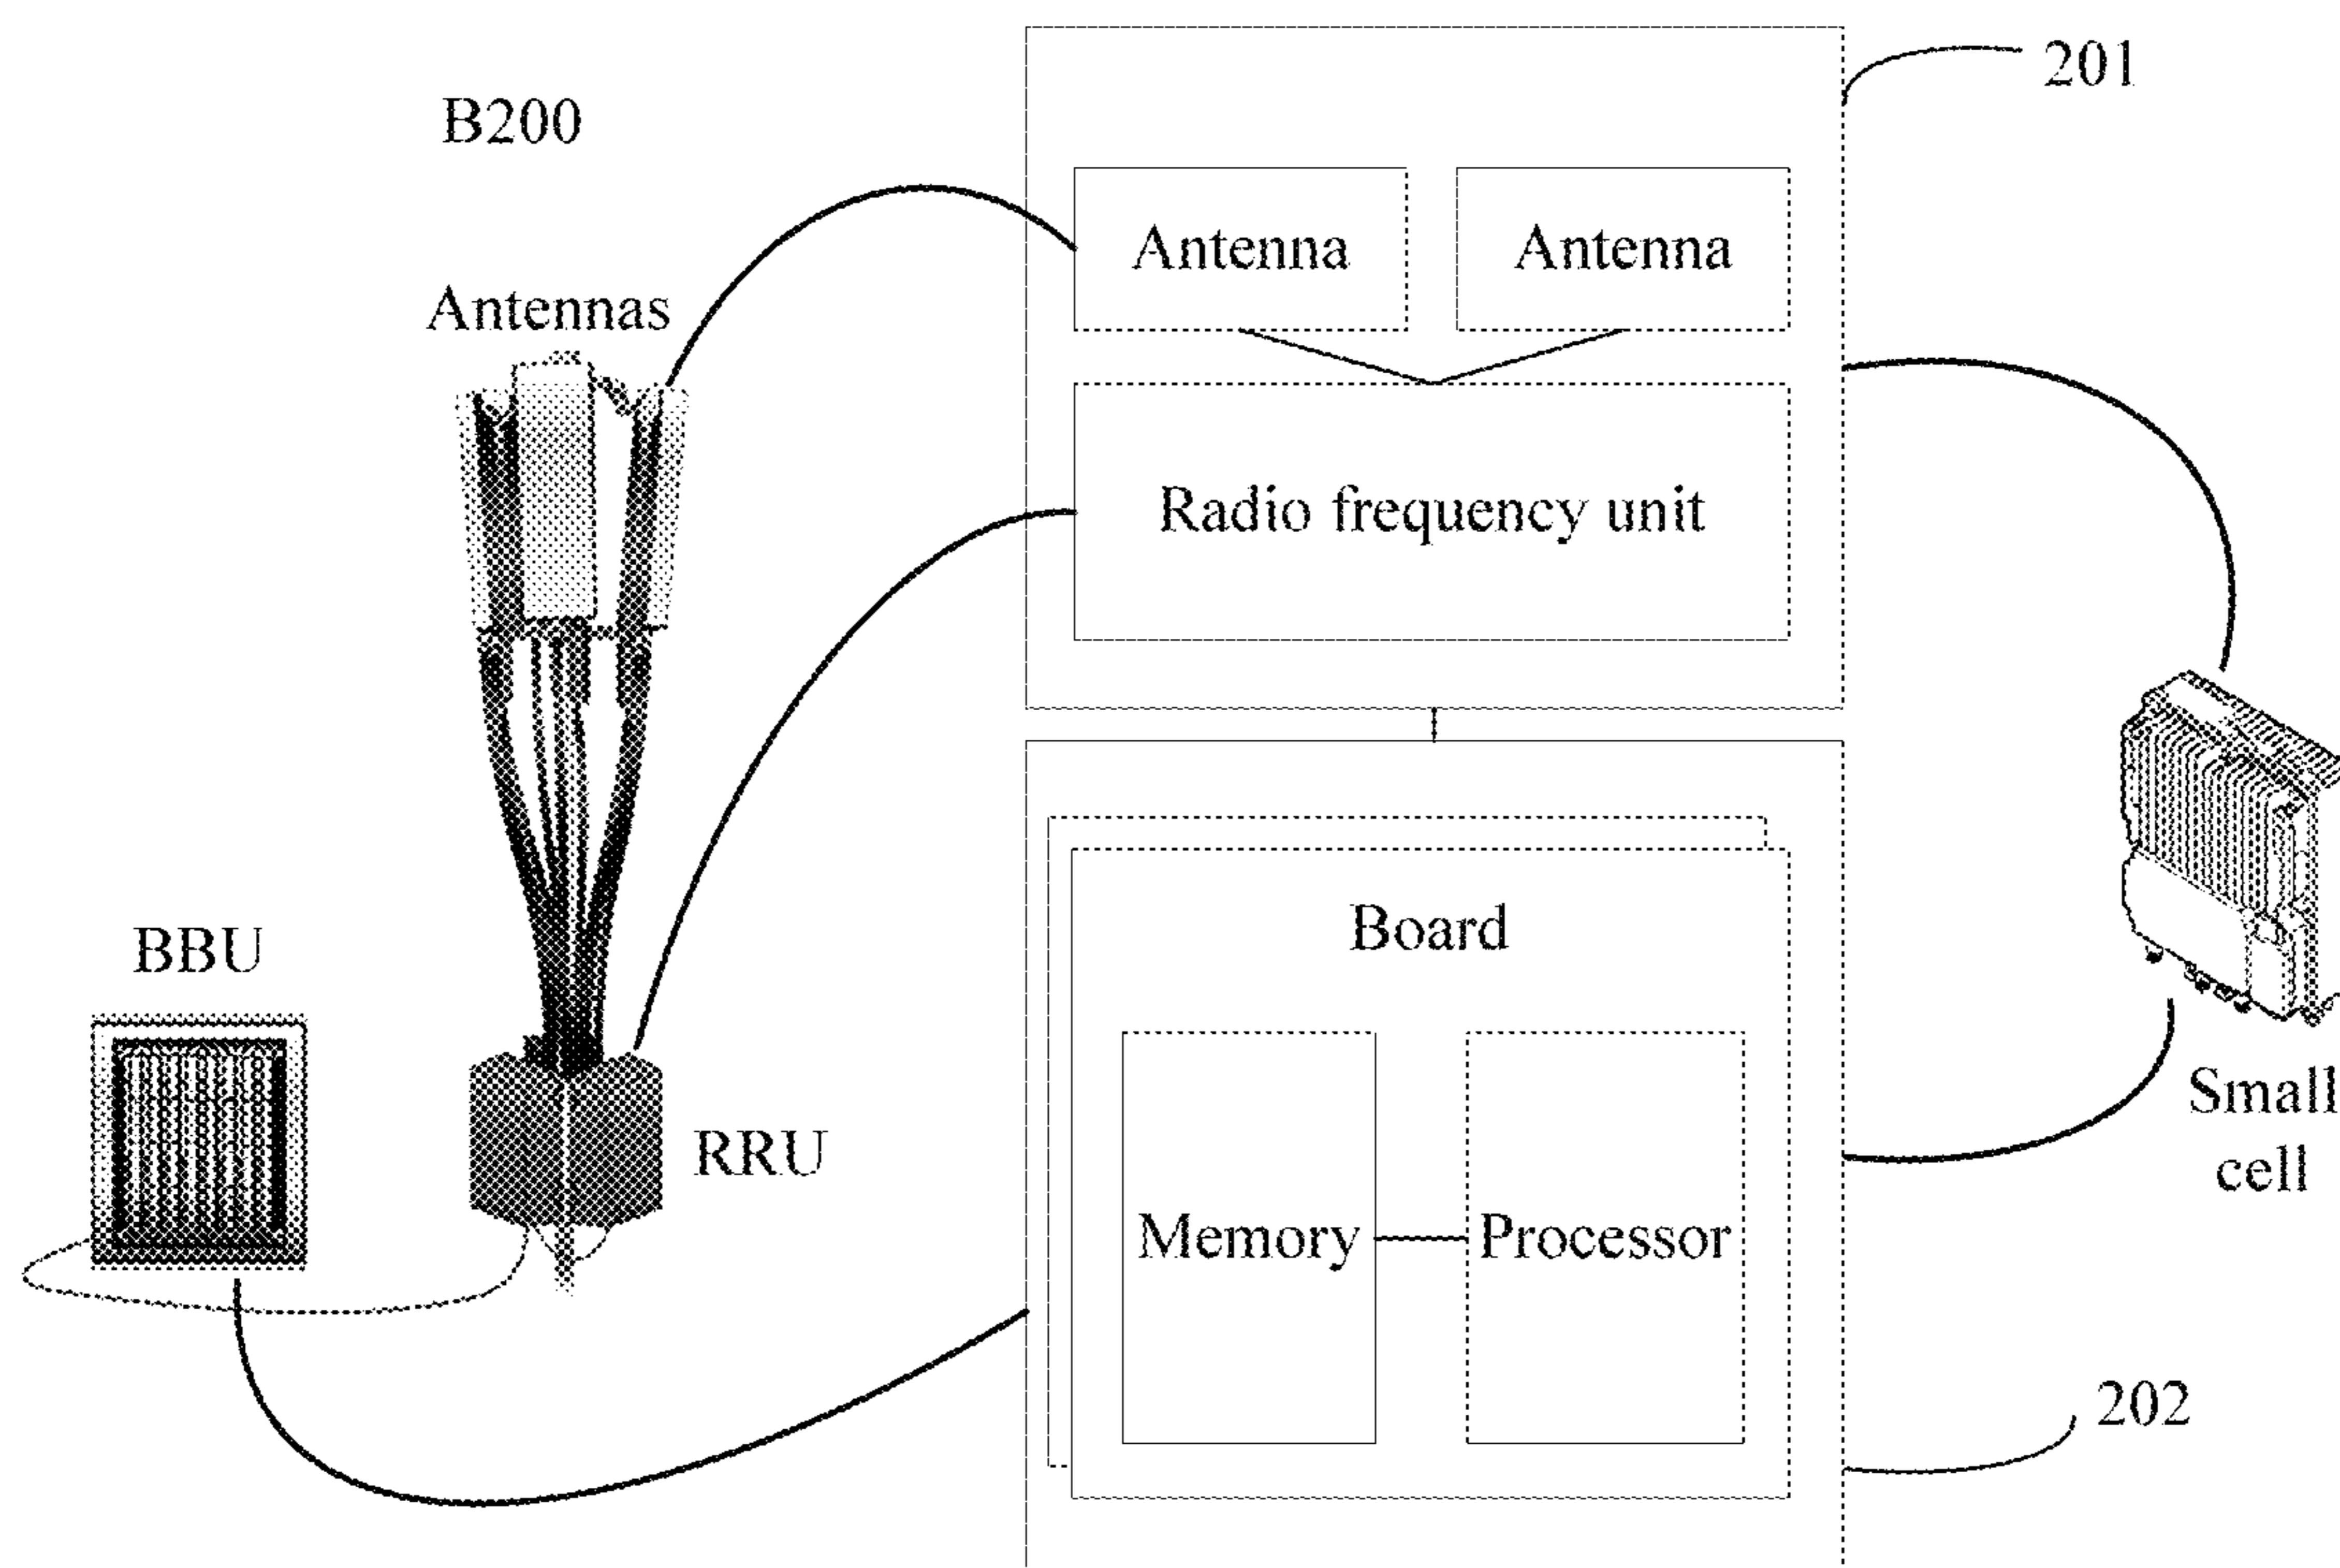 B200
201
Antenna
Antenna
Antennas
Radio frequency unit
BBU
Board
RRU
Memory
Processor
Small
cell
202